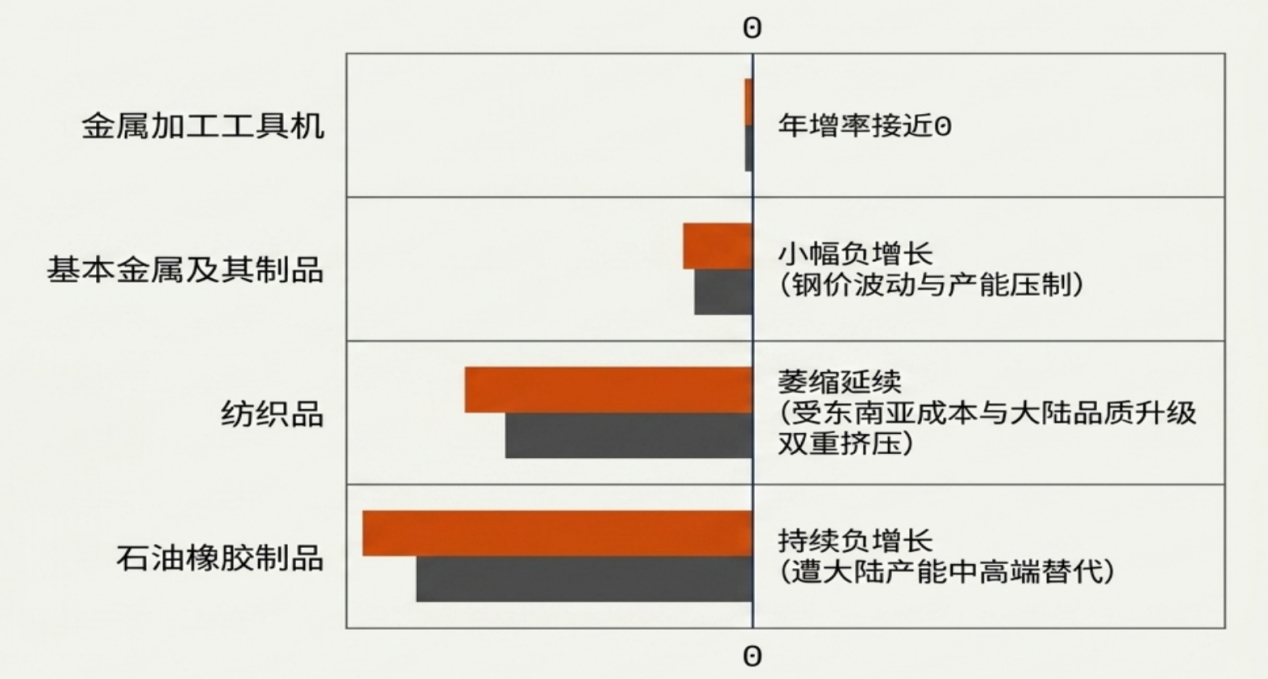 0
金属加工工具机
年增率接近0
基本金属及其制品
小幅负增长
(钢价波动与产能压制)
纺织品
萎缩延续
(受东南亚成本与大陆品质升级
双重挤压)
石油橡胶制品
持续负增长
(遭大陆产能中高端替代)
0